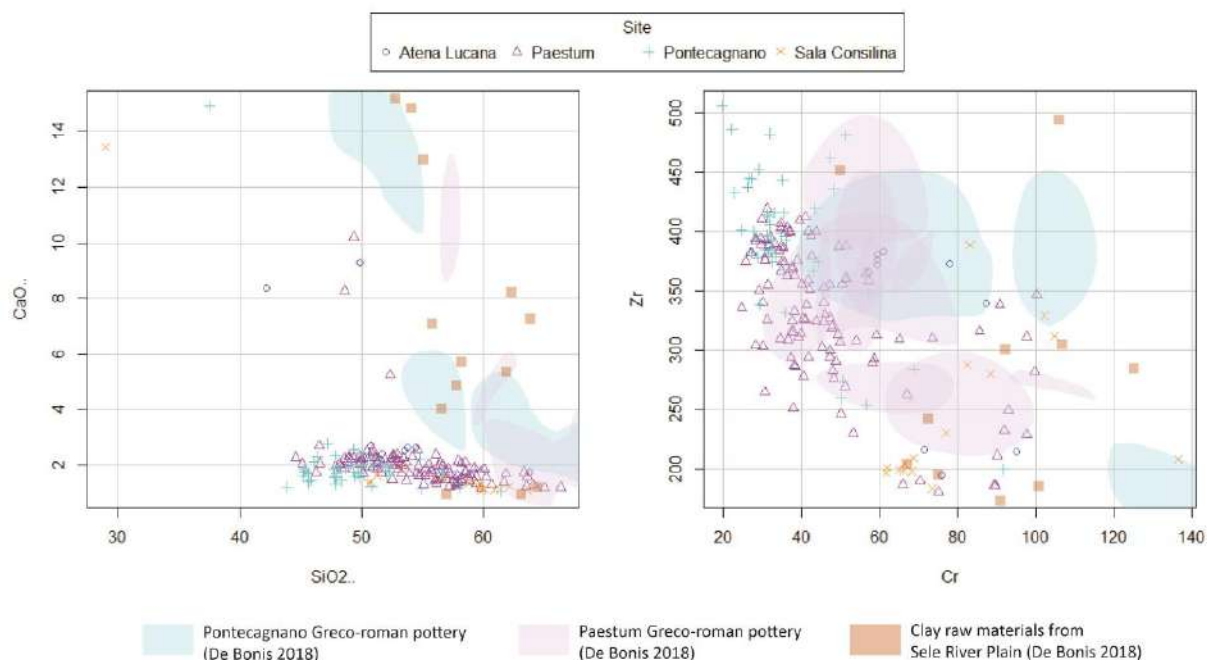 Site
Atena Lucana Paestum Pontecagnano Sala Consilina
14
12
10
8
6
4
2
CaO..
30 40 50 60
SiO2..
500
450
400
350
300
250
200
Zr
20 40 60 80 100 120 140
Cr
Pontecagnano Greco-roman pottery
(De Bonis 2018)
Paestum Greco-roman pottery
(De Bonis 2018)
Clay raw materials from
Sele River Plain (De Bonis 2018)